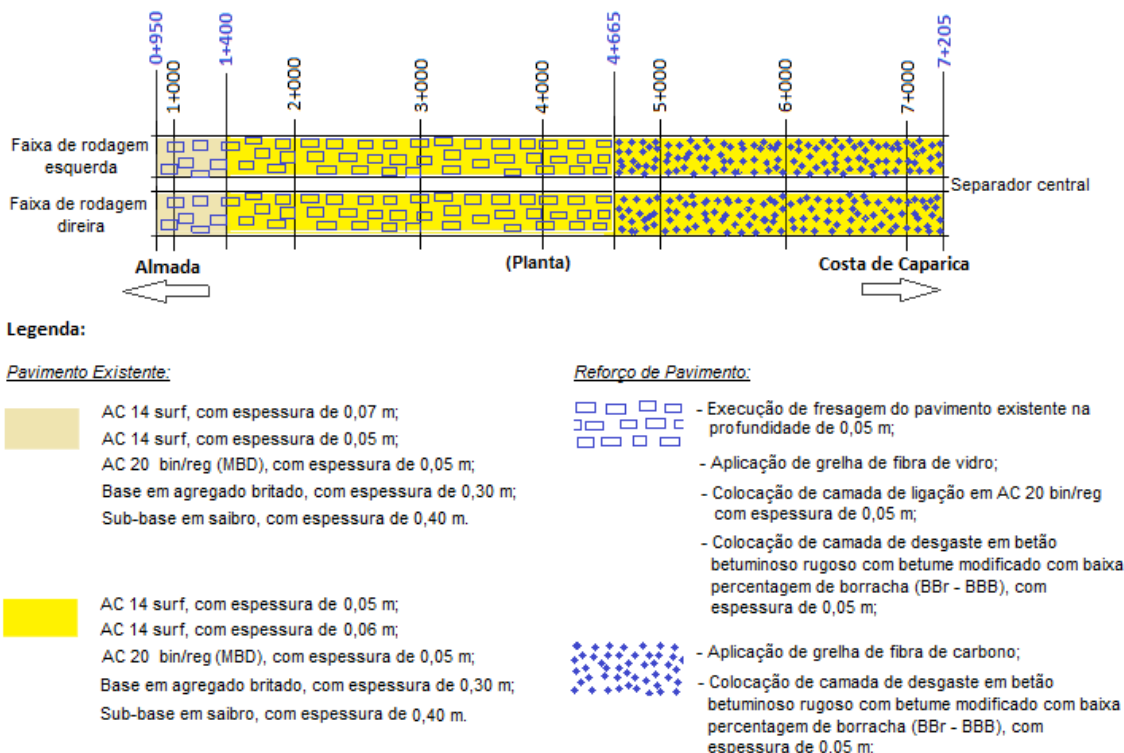 0+950
1+000
1+400
2+000
3+000
4+000
4+665
5+000
6+000
7+000
7+205
Faixa de rodagem
esquerda
Faixa de rodagem
direira
Separador central
Almada
(Planta)
Costa de Caparica
Legenda:
Pavimento Existente:
AC 14 surf, com espessura de 0,07 m;
AC 14 surf, com espessura de 0,05 m;
AC 20 bin/reg (MBD), com espessura de 0,05 m;
Base em agregado britado, com espessura de 0,30 m;
Sub-base em saibro, com espessura de 0,40 m.
AC 14 surf, com espessura de 0,05 m;
AC 14 surf, com espessura de 0,06 m;
AC 20 bin/reg (MBD), com espessura de 0,05 m;
Base em agregado britado, com espessura de 0,30 m;
Sub-base em saibro, com espessura de 0,40 m.
Reforço de Pavimento:
- Execução de fresagem do pavimento existente na
profundidade de 0,05 m;
- Aplicação de grelha de fibra de vidro;
- Colocação de camada de ligação em AC 20 bin/reg
com espessura de 0,05 m;
- Colocação de camada de desgaste em betão
betuminoso rugoso com betume modificado com baixa
percentagem de borracha (BBr - BBB), com
espessura de 0,05 m;
- Aplicação de grelha de fibra de carbono;
- Colocação de camada de desgaste em betão
betuminoso rugoso com betume modificado com baixa
percentagem de borracha (BBr - BBB), com
espessura de 0,05 m;